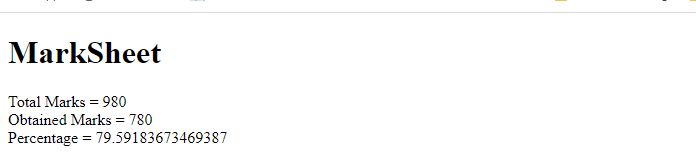 MarkSheet
Total Marks = 980
Obtained Marks = 780
Percentage = 79.59183673469387